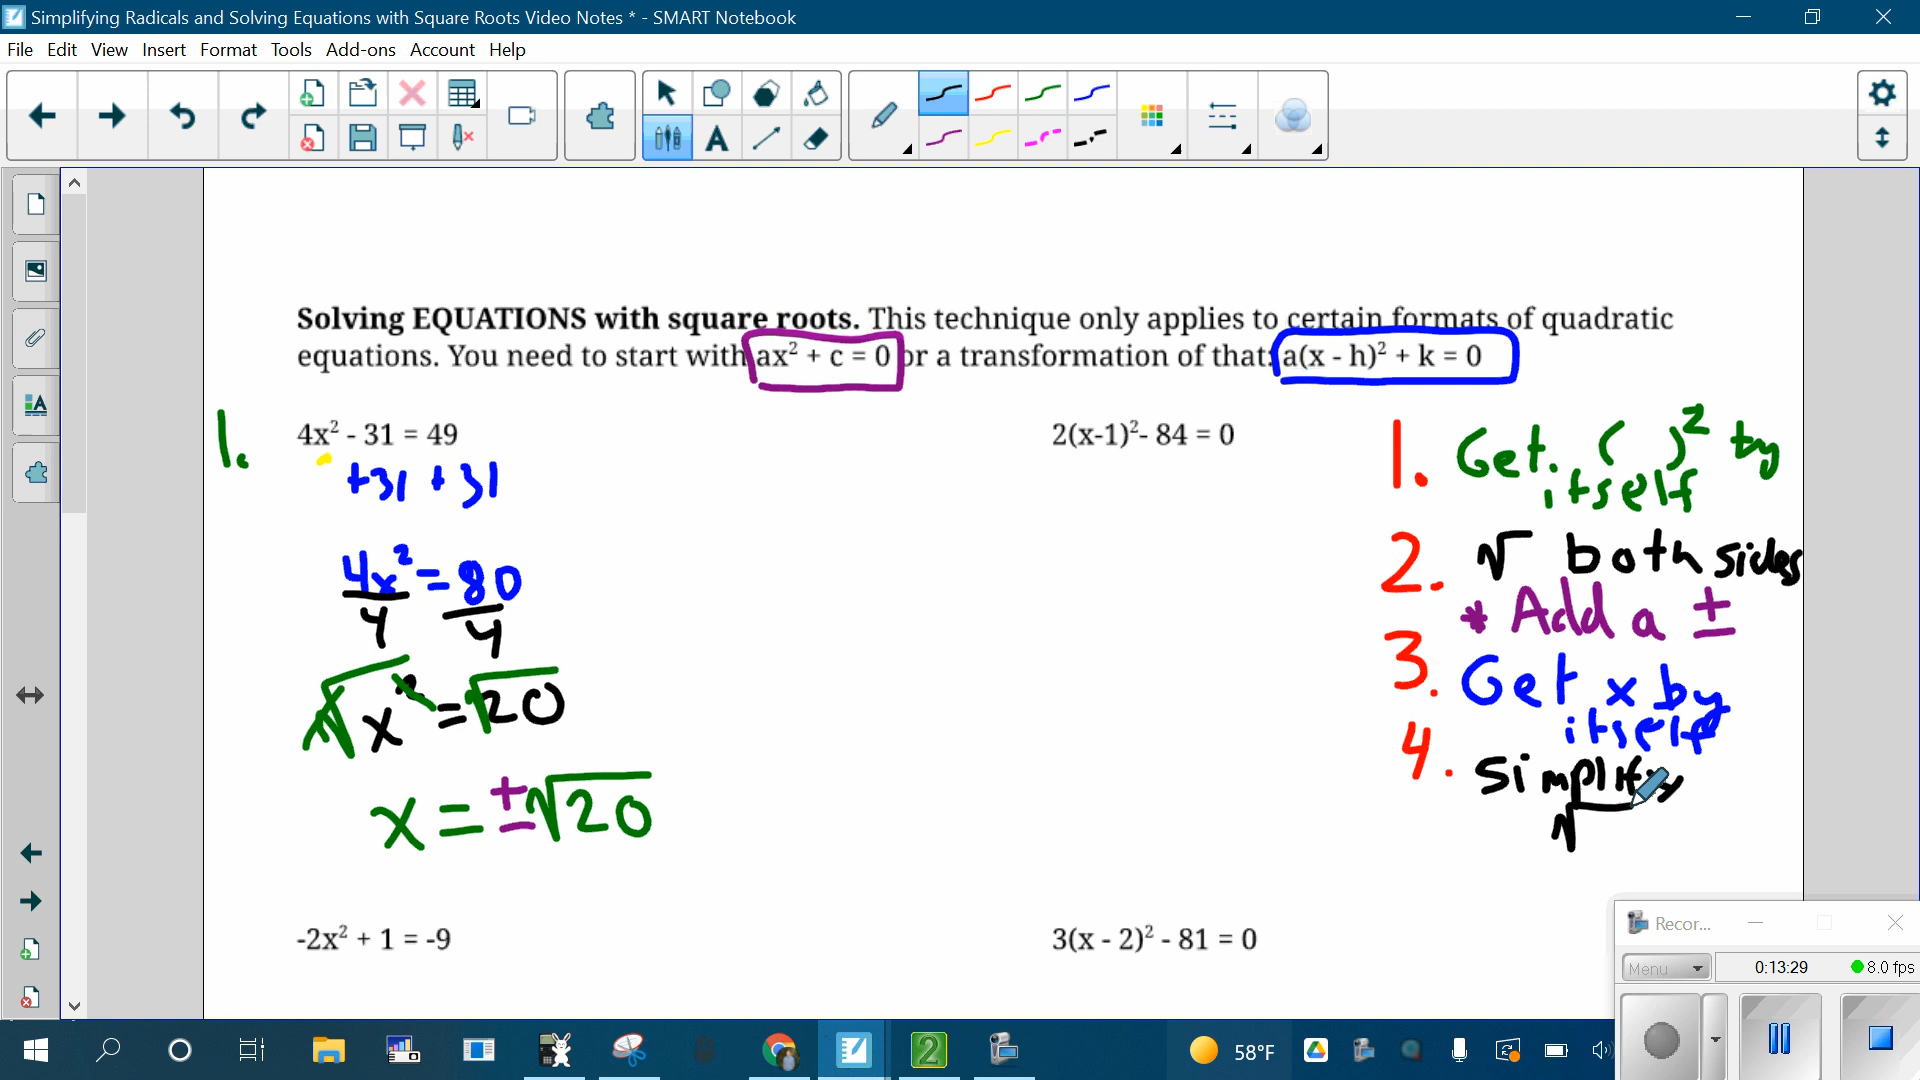 Simplifying Radicals and Solving Equations with Square Roots Video Notes * - SMART Notebook
File Edit View Insert Format Tools Add-ons Account Help
Solving EQUATIONS with square roots. This technique only applies to certain formats of quadratic
equations. You need to start with ax² + c = 0 or a transformation of that: a(x - h)² + k = 0
1. 4x² - 31 = 49
+31 + 31
4x² = 80
4 4
√x² = √20
x = ±√20
2(x-1)²- 84 = 0
1. Get ( )² by
itself
2. √ both sides
* Add a ±
3. Get x by
itself
4. simplify
√
-2x² + 1 = -9
3(x - 2)² - 81 = 0
Recor...
Menu 0:13:29 8.0 fps
2
58°F